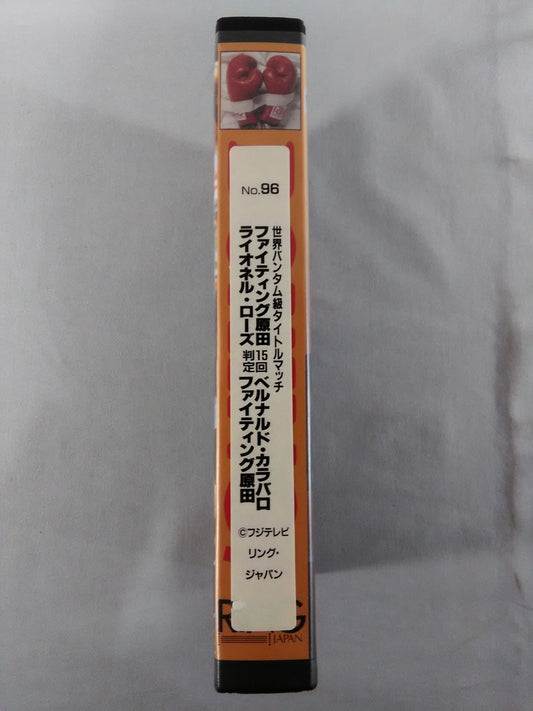 No.96
世界バンタム級タイトルマッチ
ファイティング原田 15回 ベルナルド・カラバロ
ライオネル・ローズ 判定 ファイティング原田
©フジテレビ
リング・
ジャパン
JAPAN